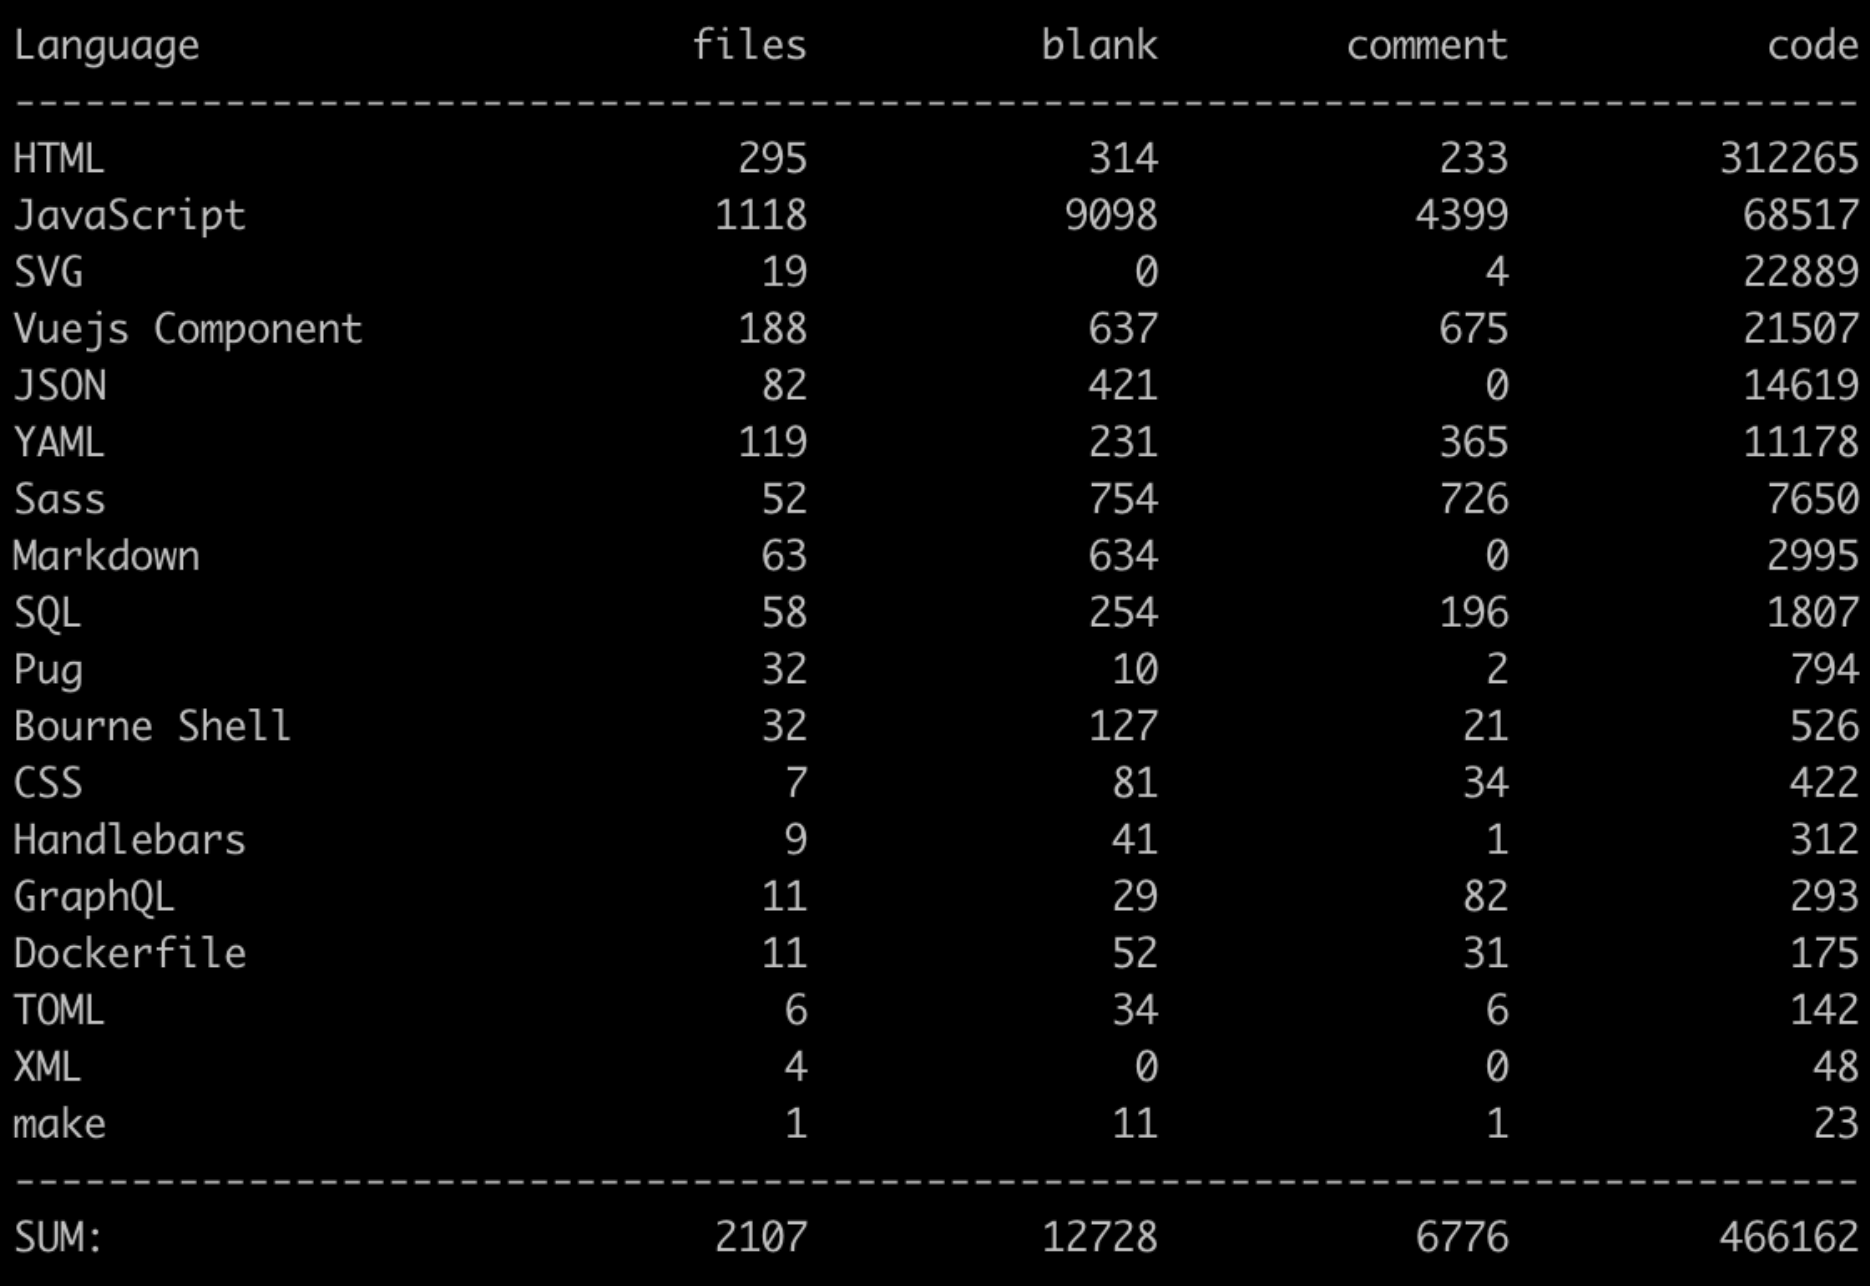 Language files blank comment code
-------------------------------------------------------------------------------
HTML 295 314 233 312265
JavaScript 1118 9098 4399 68517
SVG 19 0 4 22889
Vuejs Component 188 637 675 21507
JSON 82 421 0 14619
YAML 119 231 365 11178
Sass 52 754 726 7650
Markdown 63 634 0 2995
SQL 58 254 196 1807
Pug 32 10 2 794
Bourne Shell 32 127 21 526
CSS 7 81 34 422
Handlebars 9 41 1 312
GraphQL 11 29 82 293
Dockerfile 11 52 31 175
TOML 6 34 6 142
XML 4 0 0 48
make 1 11 1 23
-------------------------------------------------------------------------------
SUM: 2107 12728 6776 466162